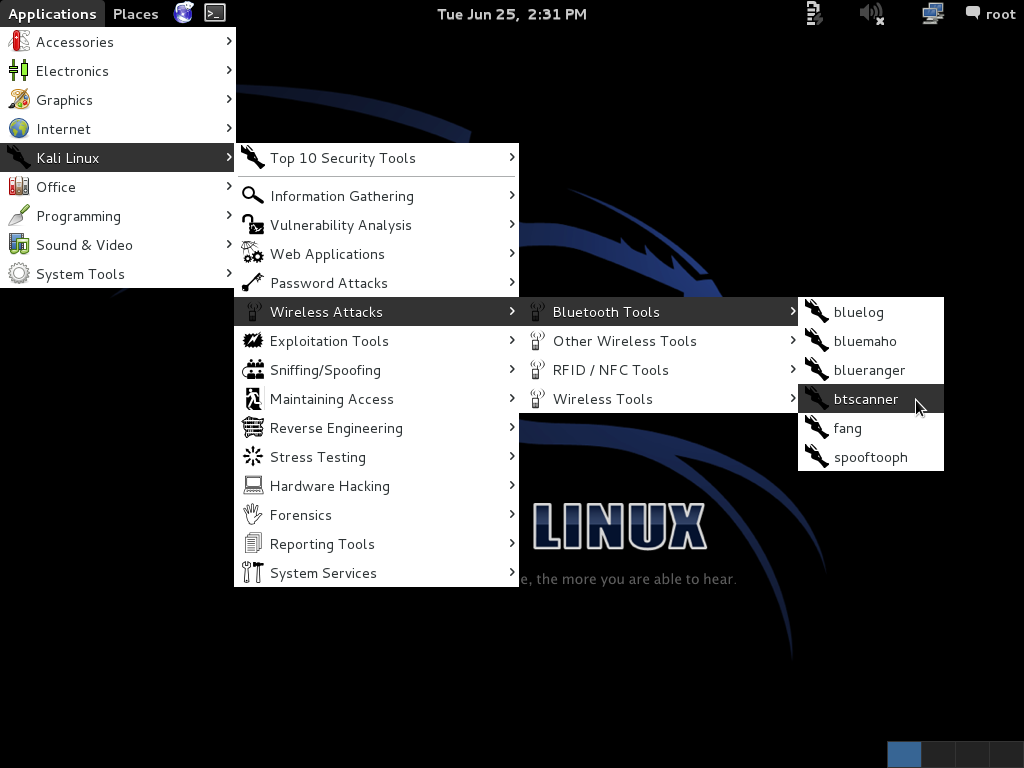 Applications Places Tue Jun 25, 2:31 PM root
Accessories
Electronics
Graphics
Internet
Kali Linux
Office
Programming
Sound & Video
System Tools
Top 10 Security Tools
Information Gathering
Vulnerability Analysis
Web Applications
Password Attacks
Wireless Attacks
Exploitation Tools
Sniffing/Spoofing
Maintaining Access
Reverse Engineering
Stress Testing
Hardware Hacking
Forensics
Reporting Tools
System Services
Bluetooth Tools
Other Wireless Tools
RFID / NFC Tools
Wireless Tools
bluelog
bluemaho
blueranger
btscanner
fang
spooftooph
LINUX
e, the more you are able to hear.